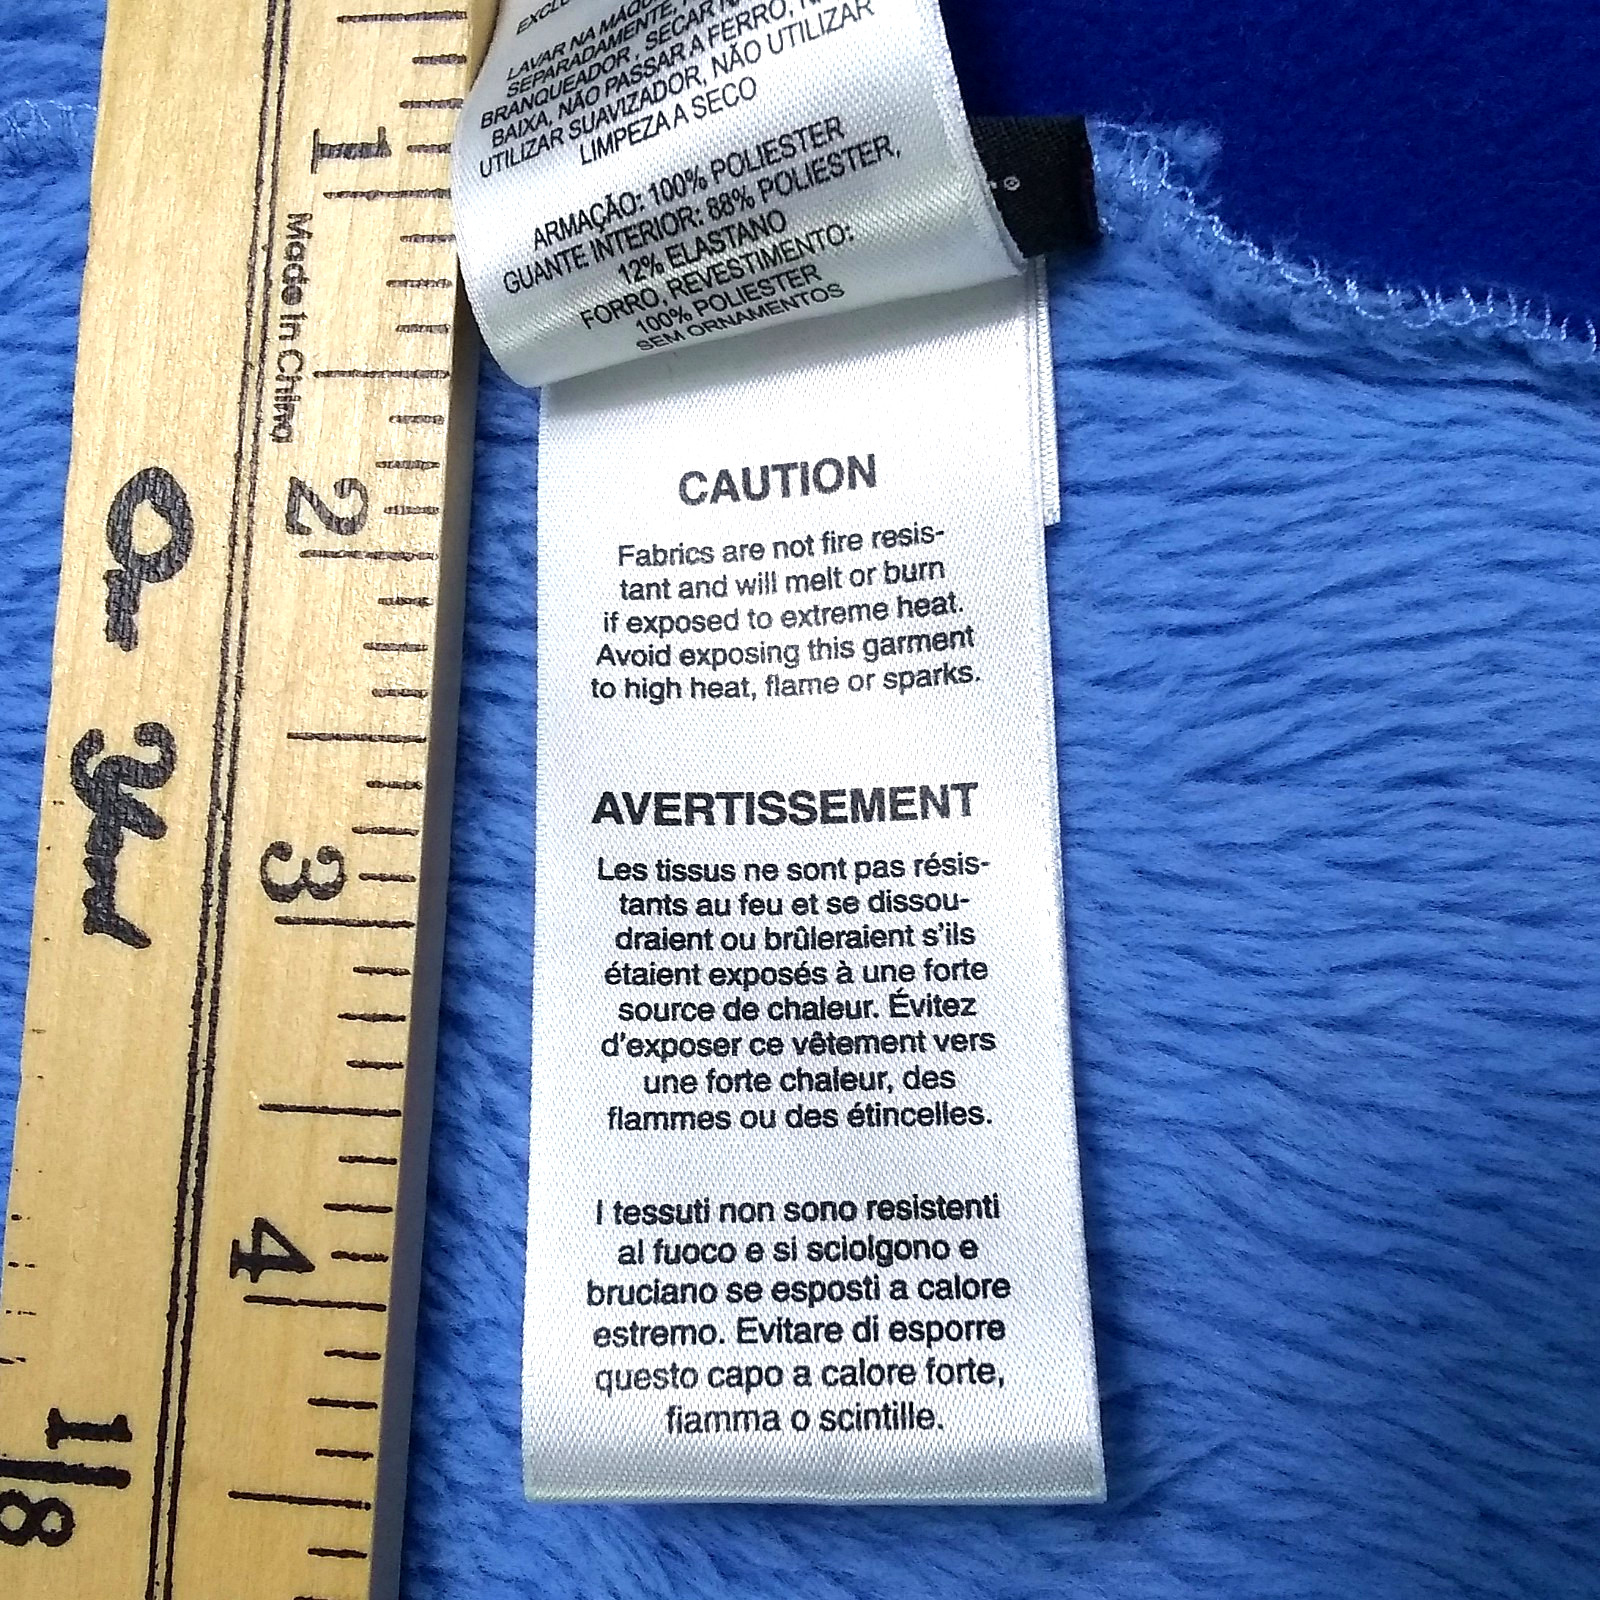 LAVAR NA
SEPARADAMENTE, SECAR
BRANQUEADOR, NÃO PASSAR A FERRO,
BAIXA, NÃO UTILIZAR
UTILIZAR SUAVIZADOR,
LIMPEZA A SECO
ARMAÇÃO: 100% POLIESTER
GUANTE INTERIOR: 88% POLIESTER,
12% ELASTANO
FORRO, REVESTIMENTO:
100% POLIESTER
SEM ORNAMENTOS
CAUTION
Fabrics are not fire resis-
tant and will melt or burn
if exposed to extreme heat.
Avoid exposing this garment
to high heat, flame or sparks.
AVERTISSEMENT
Les tissus ne sont pas résis-
tants au feu et se dissou-
draient ou brûleraient s'ils
étaient exposés à une forte
source de chaleur. Évitez
d'exposer ce vêtement vers
une forte chaleur, des
flammes ou des étincelles.
I tessuti non sono resistenti
al fuoco e si sciolgono e
bruciano se esposti a calore
estremo. Evitare di esporre
questo capo a calore forte,
fiamma o scintille.
1
Made In China
2
3
4
1/8